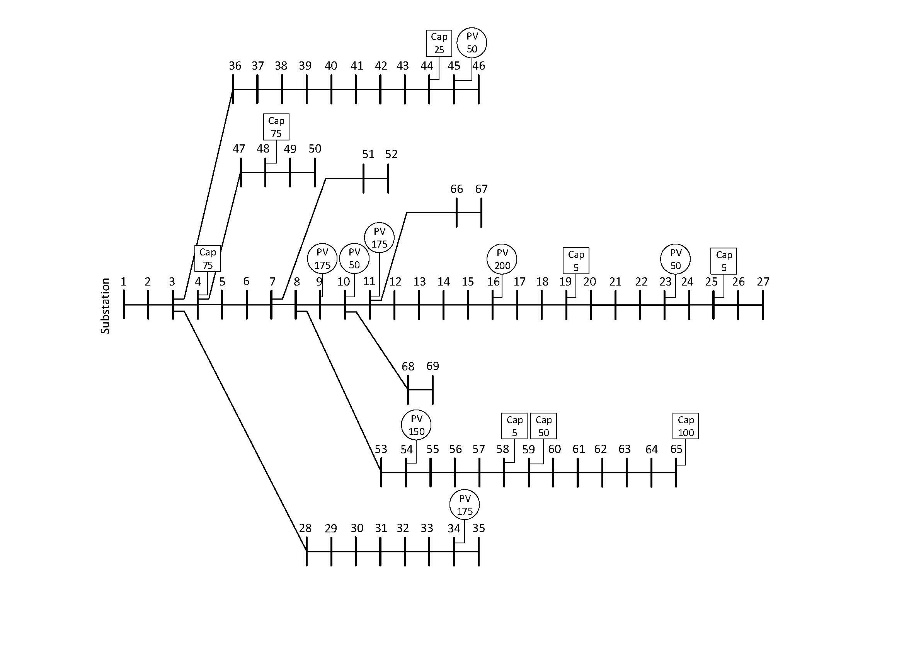 Cap PV
25 50
36 37 38 39 40 41 42 43 44 45 46
Cap
75
47 48 49 50
51 52
66 67
PV
175
Cap
75
PV PV PV Cap PV Cap
175 50 200 5 50 5
Substation
1 2 3 4 5 6 7 8 9 10 11 12 13 14 15 16 17 18 19 20 21 22 23 24 25 26 27
68 69
PV Cap Cap Cap
150 5 50 100
53 54 55 56 57 58 59 60 61 62 63 64 65
PV
175
28 29 30 31 32 33 34 35